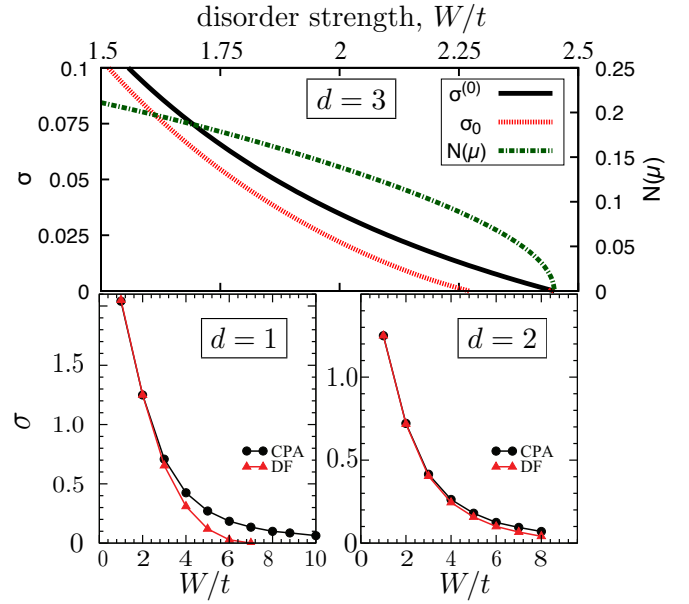 disorder strength, W/t
1.5 1.75 2 2.25 2.5
0.1 0.25
d = 3
σ(0)
σ0
N(μ)
0.075 0.2
0.15
σ 0.05 N(μ)
0.1
0.025 0.05
0 0
d = 1 d = 2
1.5 1.0
σ 1.0
CPA CPA
DF DF
0.5 0.5
0 0.0
0 2 4 6 8 10 0 2 4 6 8
W/t W/t